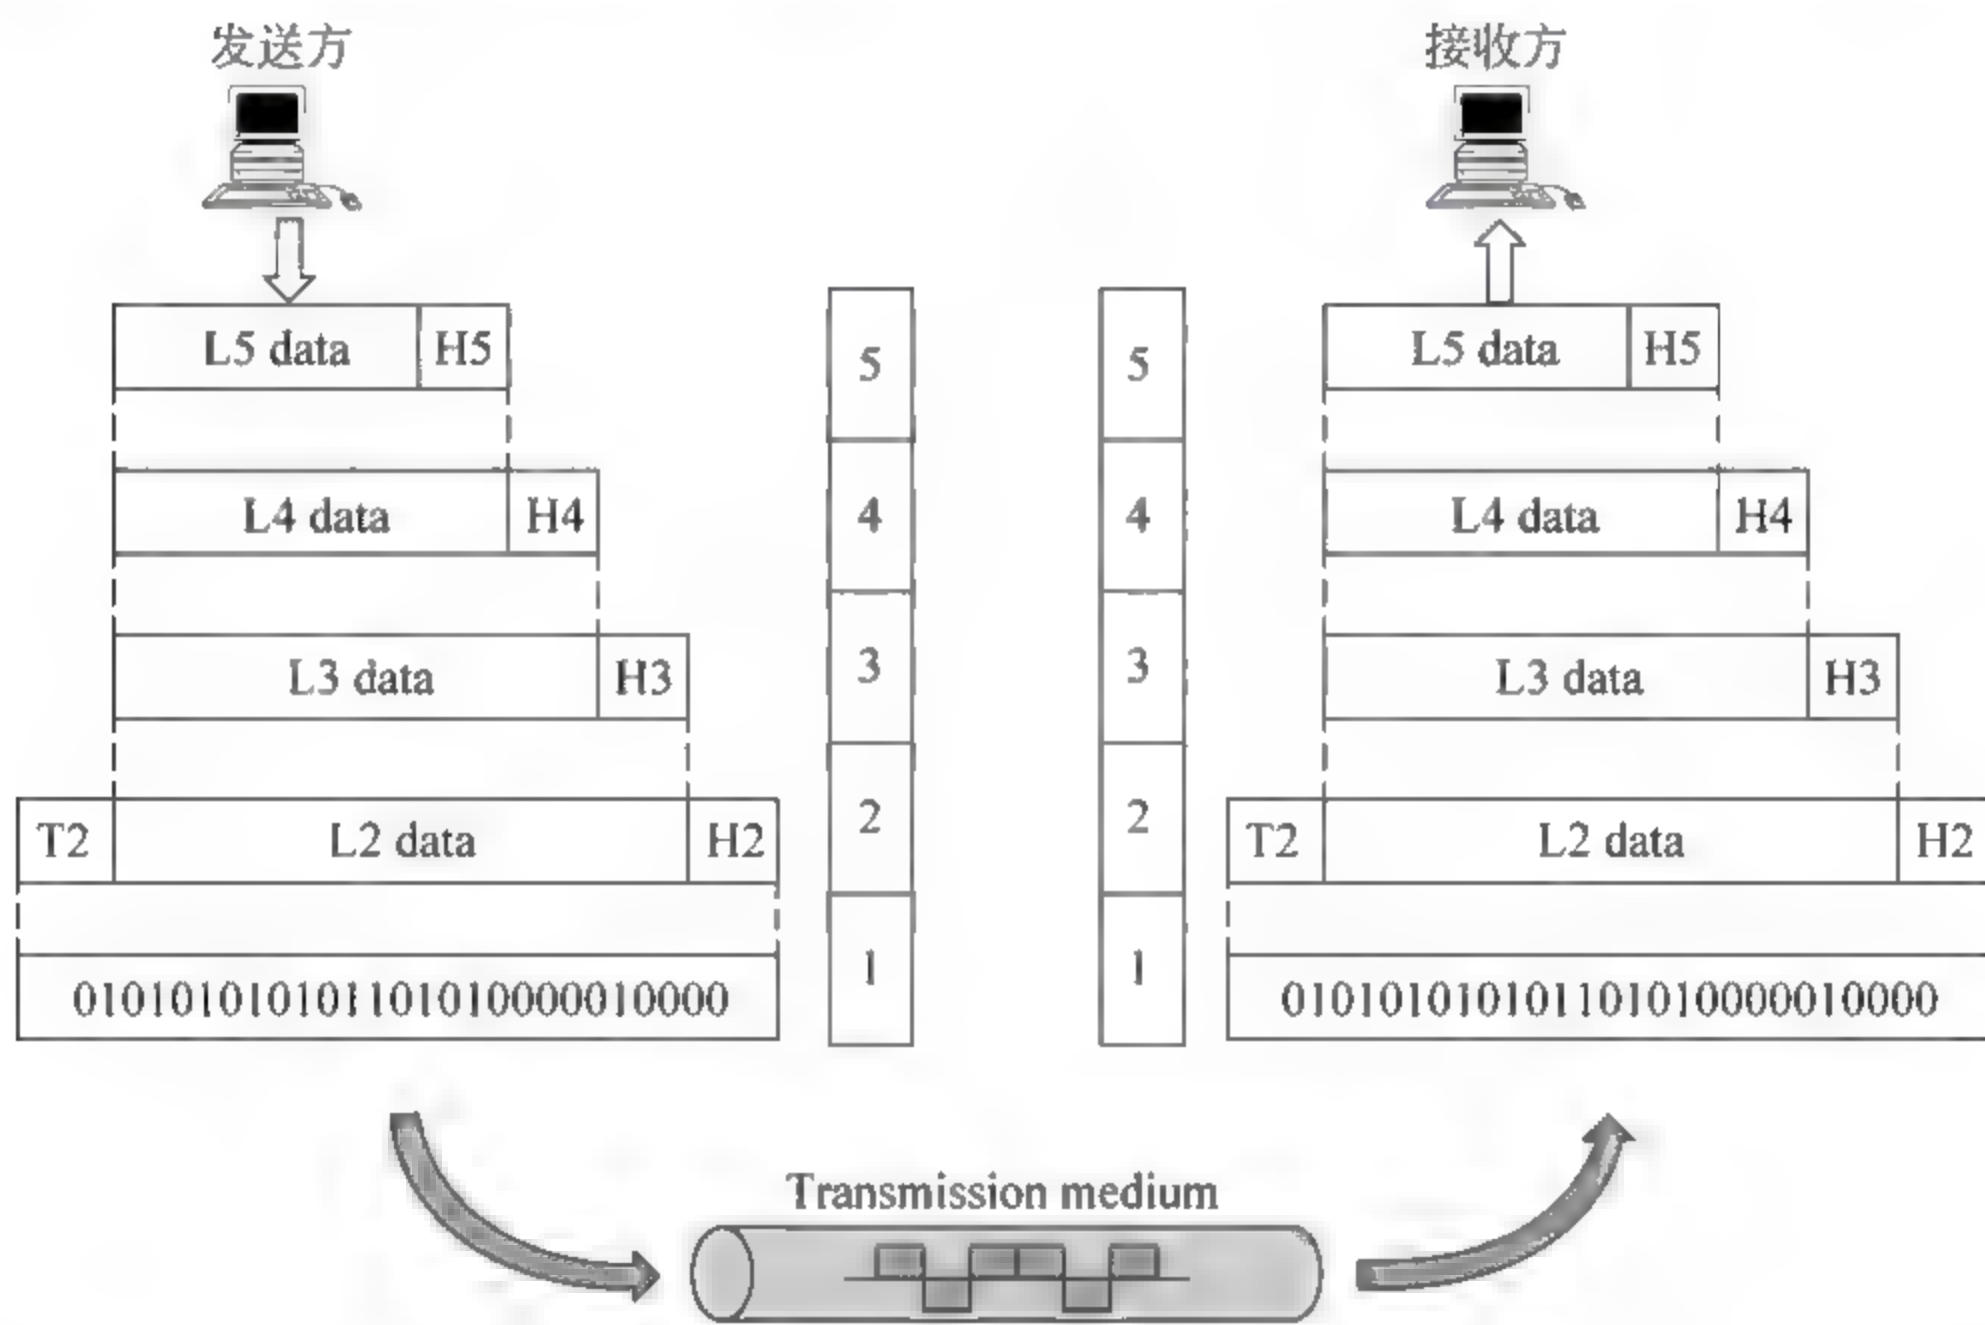 发送方
接收方
L5 data H5 5 5 L5 data H5
L4 data H4 4 4 L4 data H4
L3 data H3 3 3 L3 data H3
T2 L2 data H2 2 2 T2 L2 data H2
0101010101011010100000010000 1 1 0101010101011010100000010000
Transmission medium